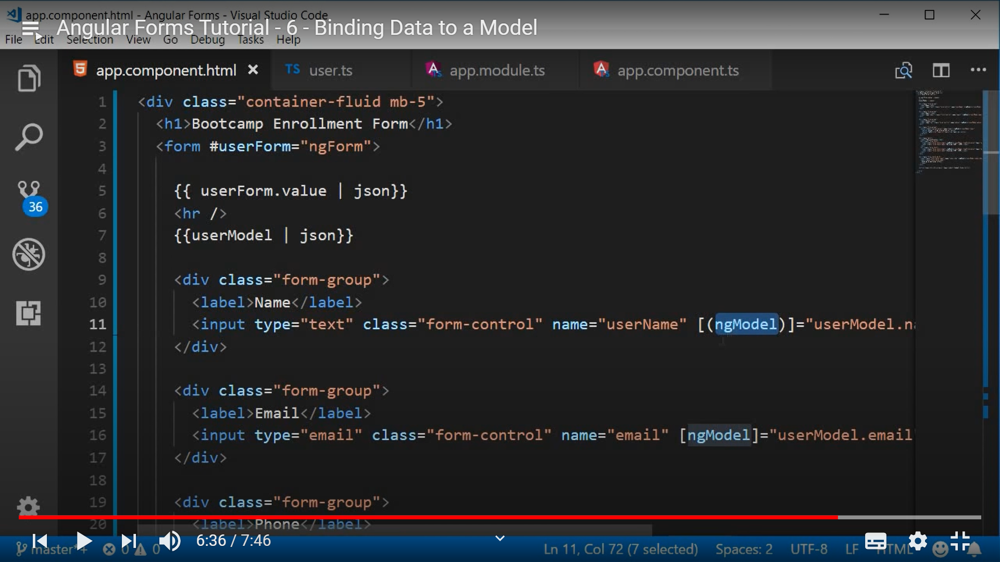 app.component.html - Angular Forms - Visual Studio Code
Angular Forms Tutorial - 6 - Binding Data to a Model
File Edit Selection View Go Debug Tasks Help
app.component.html TS user.ts app.module.ts app.component.ts
1 <div class="container-fluid mb-5">
2 <h1>Bootcamp Enrollment Form</h1>
3 <form #userForm="ngForm">
4
5 {{ userForm.value | json}}
6 <hr />
7 {{userModel | json}}
8
9 <div class="form-group">
10 <label>Name</label>
11 <input type="text" class="form-control" name="userName" [(ngModel)]="userModel.na
12 </div>
13
14 <div class="form-group">
15 <label>Email</label>
16 <input type="email" class="form-control" name="email" [ngModel]="userModel.email
17 </div>
18
19 <div class="form-group">
20 <label>Phone</label>
36
6:36 / 7:46
master*+ 0 0 Ln 11, Col 72 (7 selected) Spaces: 2 UTF-8 LF HTML